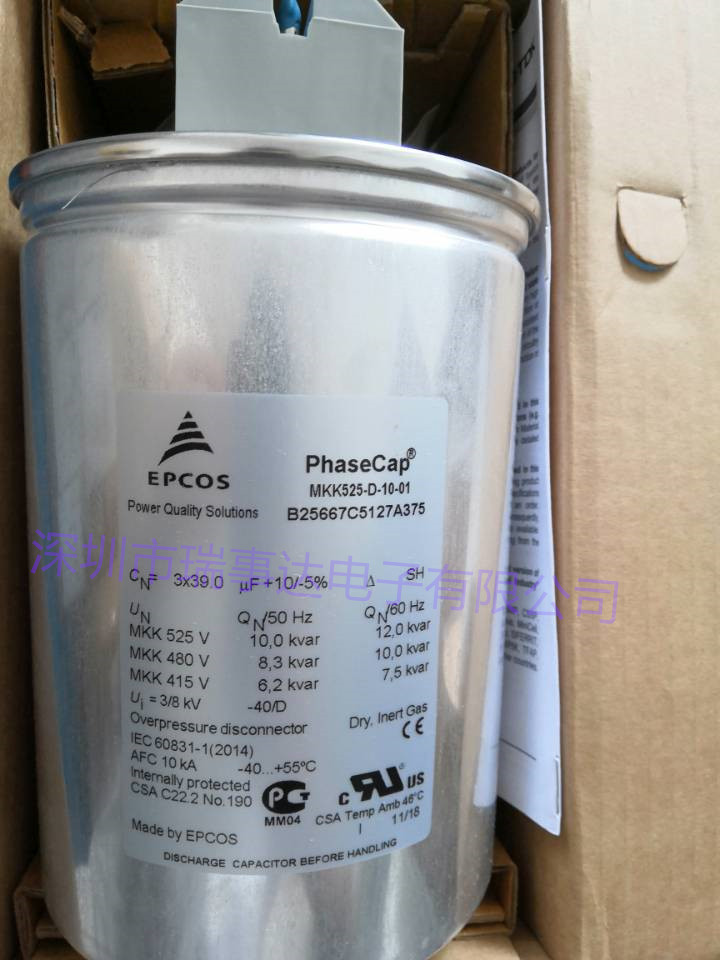 EPCOS
Power Quality Solutions
PhaseCap®
MKK525-D-10-01
B25667C5127A375
深圳市瑞事达电子有限公司
CN= 3x39.0 µF +10/-5% Δ SH
UN QN/50 Hz QN/60 Hz
MKK 525 V 10,0 kvar 12,0 kvar
MKK 480 V 8,3 kvar 10,0 kvar
MKK 415 V 6,2 kvar 7,5 kvar
Ui = 3/8 kV -40/D
Overpressure disconnector Dry, Inert Gas
IEC 60831-1(2014) CE
AFC 10 kA -40...+55°C
Internally protected
CSA C22.2 No.190
MM04
c RU US
CSA Temp Amb 46°C
I 11/18
Made by EPCOS
DISCHARGE CAPACITOR BEFORE HANDLING